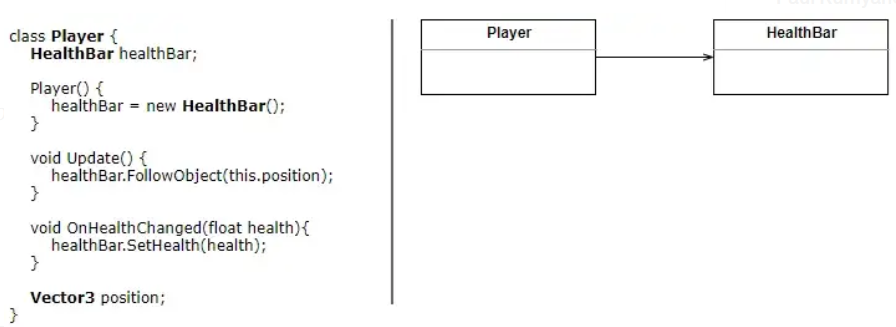 class Player {
HealthBar healthBar;
Player() {
healthBar = new HealthBar();
}
void Update() {
healthBar.FollowObject(this.position);
}
void OnHealthChanged(float health){
healthBar.SetHealth(health);
}
Vector3 position;
}
Player
HealthBar